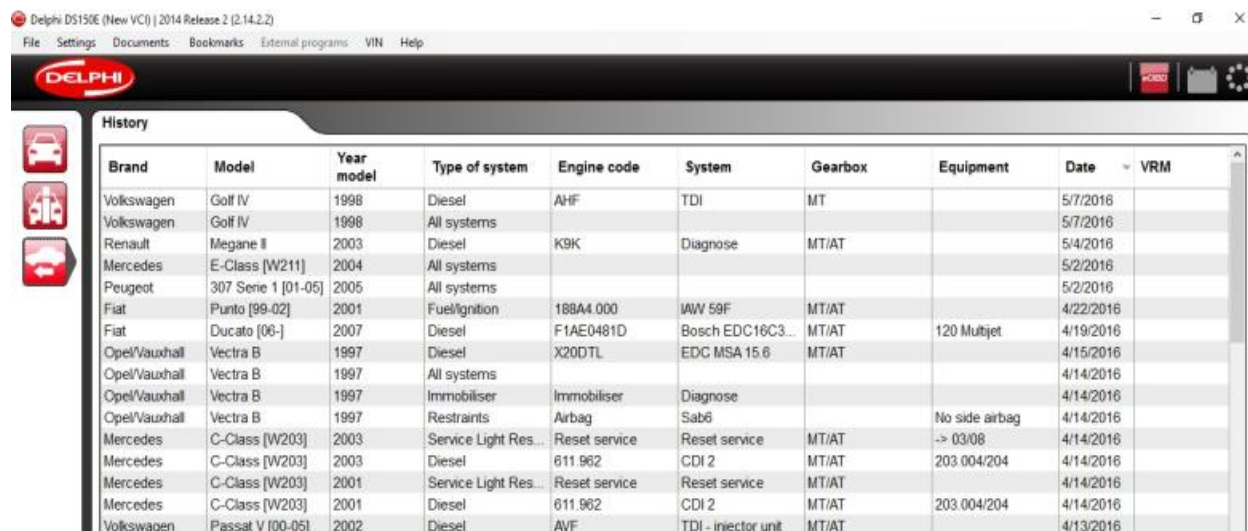 Delphi DS150E (New VCI) | 2014 Release 2 (2.14.2.2)
File Settings Documents Bookmarks External programs VIN Help
DELPHI eOBD
History
Brand Model Year model Type of system Engine code System Gearbox Equipment Date VRM
Volkswagen Golf IV 1998 Diesel AHF TDI MT 5/7/2016
Volkswagen Golf IV 1998 All systems 5/7/2016
Renault Megane II 2003 Diesel K9K Diagnose MT/AT 5/4/2016
Mercedes E-Class [W211] 2004 All systems 5/2/2016
Peugeot 307 Serie 1 [01-05] 2005 All systems 5/2/2016
Fiat Punto [99-02] 2001 Fuel/Ignition 188A4.000 IAW 59F MT/AT 4/22/2016
Fiat Ducato [06-] 2007 Diesel F1AE0481D Bosch EDC16C3... MT/AT 120 Multijet 4/19/2016
Opel/Vauxhall Vectra B 1997 Diesel X20DTL EDC MSA 15.6 MT/AT 4/15/2016
Opel/Vauxhall Vectra B 1997 All systems 4/14/2016
Opel/Vauxhall Vectra B 1997 Immobiliser Immobiliser Diagnose 4/14/2016
Opel/Vauxhall Vectra B 1997 Restraints Airbag Sab6 No side airbag 4/14/2016
Mercedes C-Class [W203] 2003 Service Light Res... Reset service Reset service MT/AT -> 03/08 4/14/2016
Mercedes C-Class [W203] 2003 Diesel 611.962 CDI 2 MT/AT 203.004/204 4/14/2016
Mercedes C-Class [W203] 2001 Service Light Res... Reset service Reset service MT/AT 4/14/2016
Mercedes C-Class [W203] 2001 Diesel 611.962 CDI 2 MT/AT 203.004/204 4/14/2016
Volkswagen Passat V [00-05] 2002 Diesel AVF TDI - injector unit MT/AT 4/13/2016